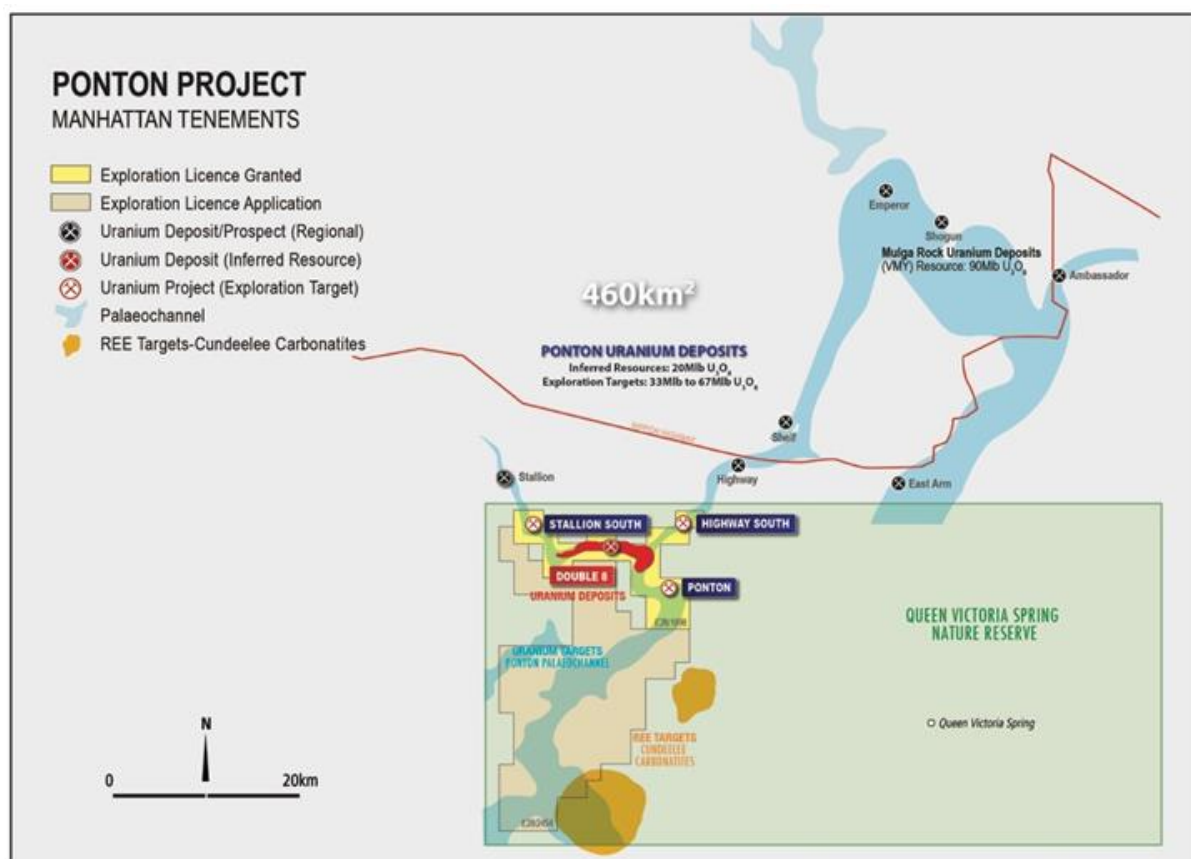 PONTON PROJECT
MANHATTAN TENEMENTS
Exploration Licence Granted
Exploration Licence Application
Uranium Deposit/Prospect (Regional)
Uranium Deposit (Inferred Resource)
Uranium Project (Exploration Target)
Palaeochannel
REE Targets-Cundeelee Carbonatites
Emperor
Shogun
Mulga Rock Uranium Deposits
(VMY) Resource: 90Mlb U₃O₈
Ambassador
460km²
PONTON URANIUM DEPOSITS
Inferred Resources: 20Mlb U₃O₈
Exploration Targets: 33Mlb to 67Mlb U₃O₈
Shelf
HIGHWAY
Highway
Stallion
East Arm
STALLION SOUTH
HIGHWAY SOUTH
DOUBLE 8
URANIUM DEPOSITS
PONTON
QUEEN VICTORIA SPRING
NATURE RESERVE
URANIUM TARGETS
PONTON PALAEOCHANNEL
Queen Victoria Spring
REE TARGETS
CUNDEELEE
CARBONATITES
N
0
20km